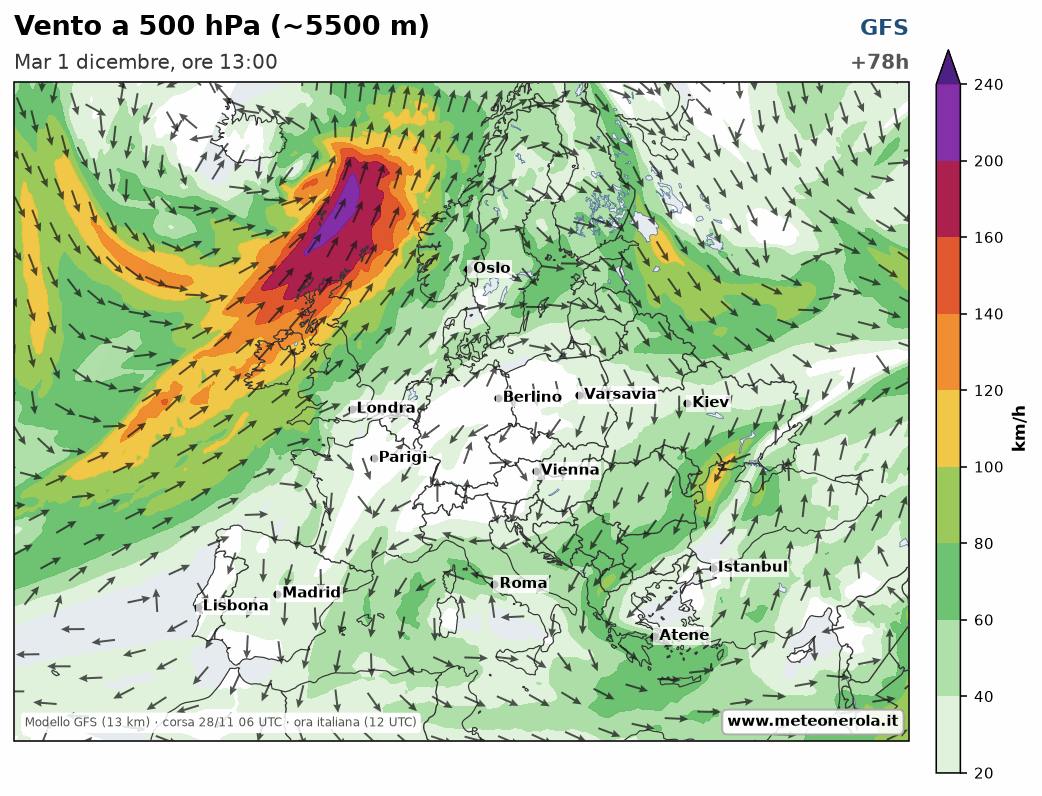 Vento a 500 hPa (~5500 m)
GFS
Mar 1 dicembre, ore 13:00
+78h
240
200
160
140
120
100
80
60
40
20
km/h
Oslo
Berlino
Varsavia
Kiev
Londra
Parigi
Vienna
Istanbul
Roma
Madrid
Lisbona
Atene
Modello GFS (13 km) · corsa 28/11 06 UTC · ora italiana (12 UTC)
www.meteonerola.it